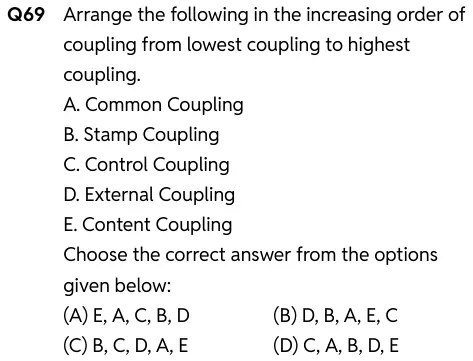 Q69 Arrange the following in the increasing order of
coupling from lowest coupling to highest
coupling.
A. Common Coupling
B. Stamp Coupling
C. Control Coupling
D. External Coupling
E. Content Coupling
Choose the correct answer from the options
given below:
(A) E, A, C, B, D (B) D, B, A, E, C
(C) B, C, D, A, E (D) C, A, B, D, E